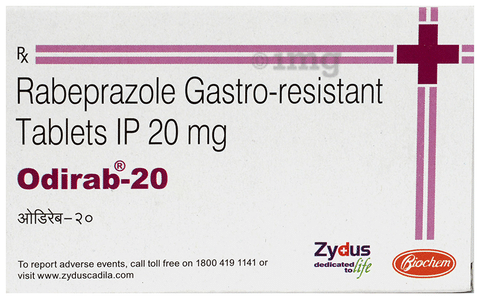 Rx
1mg
Rabeprazole Gastro-resistant
Tablets IP 20 mg
Odirab®-20
ओडिरेब-२०
Zydus
dedicated
to life
Biochem
To report adverse events, call toll free on 1800 419 1141 or
visit www.zyduscadila.com